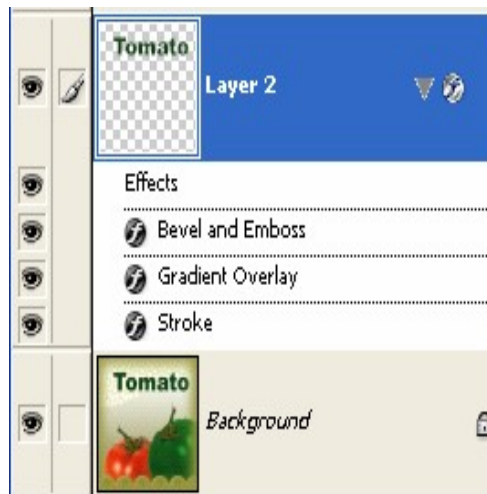 Tomato
Layer 2
Effects
Bevel and Emboss
Gradient Overlay
Stroke
Tomato
Background